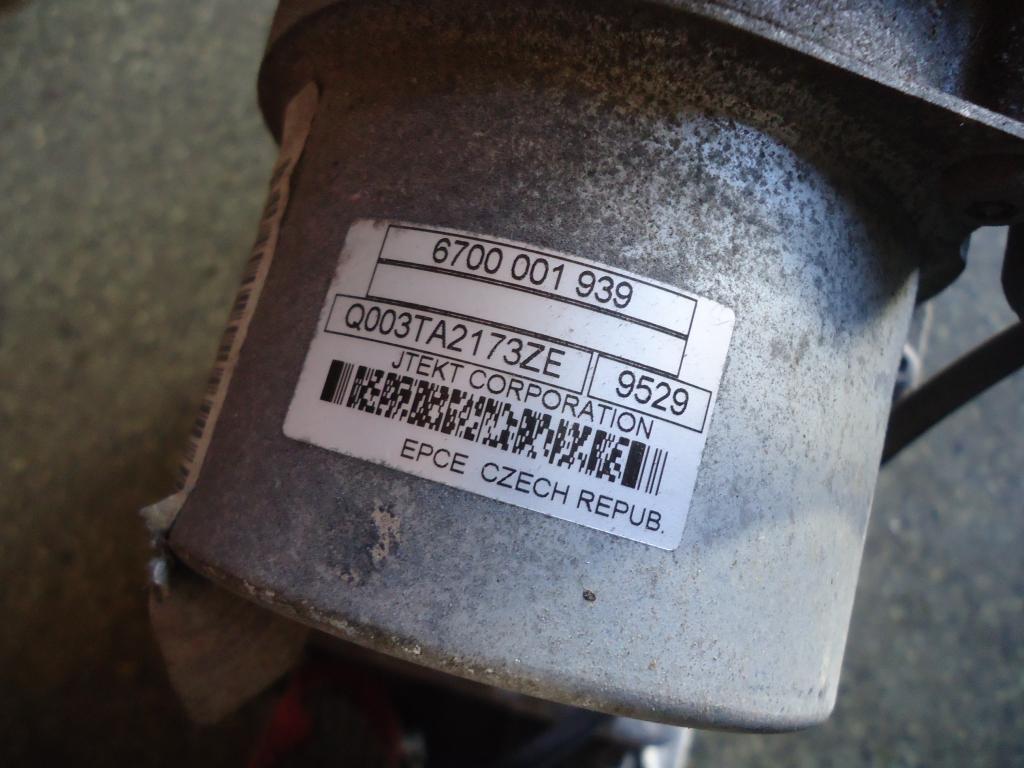 6700 001 939
Q003TA2173ZE 9529
JTEKT CORPORATION
EPCE CZECH REPUB.